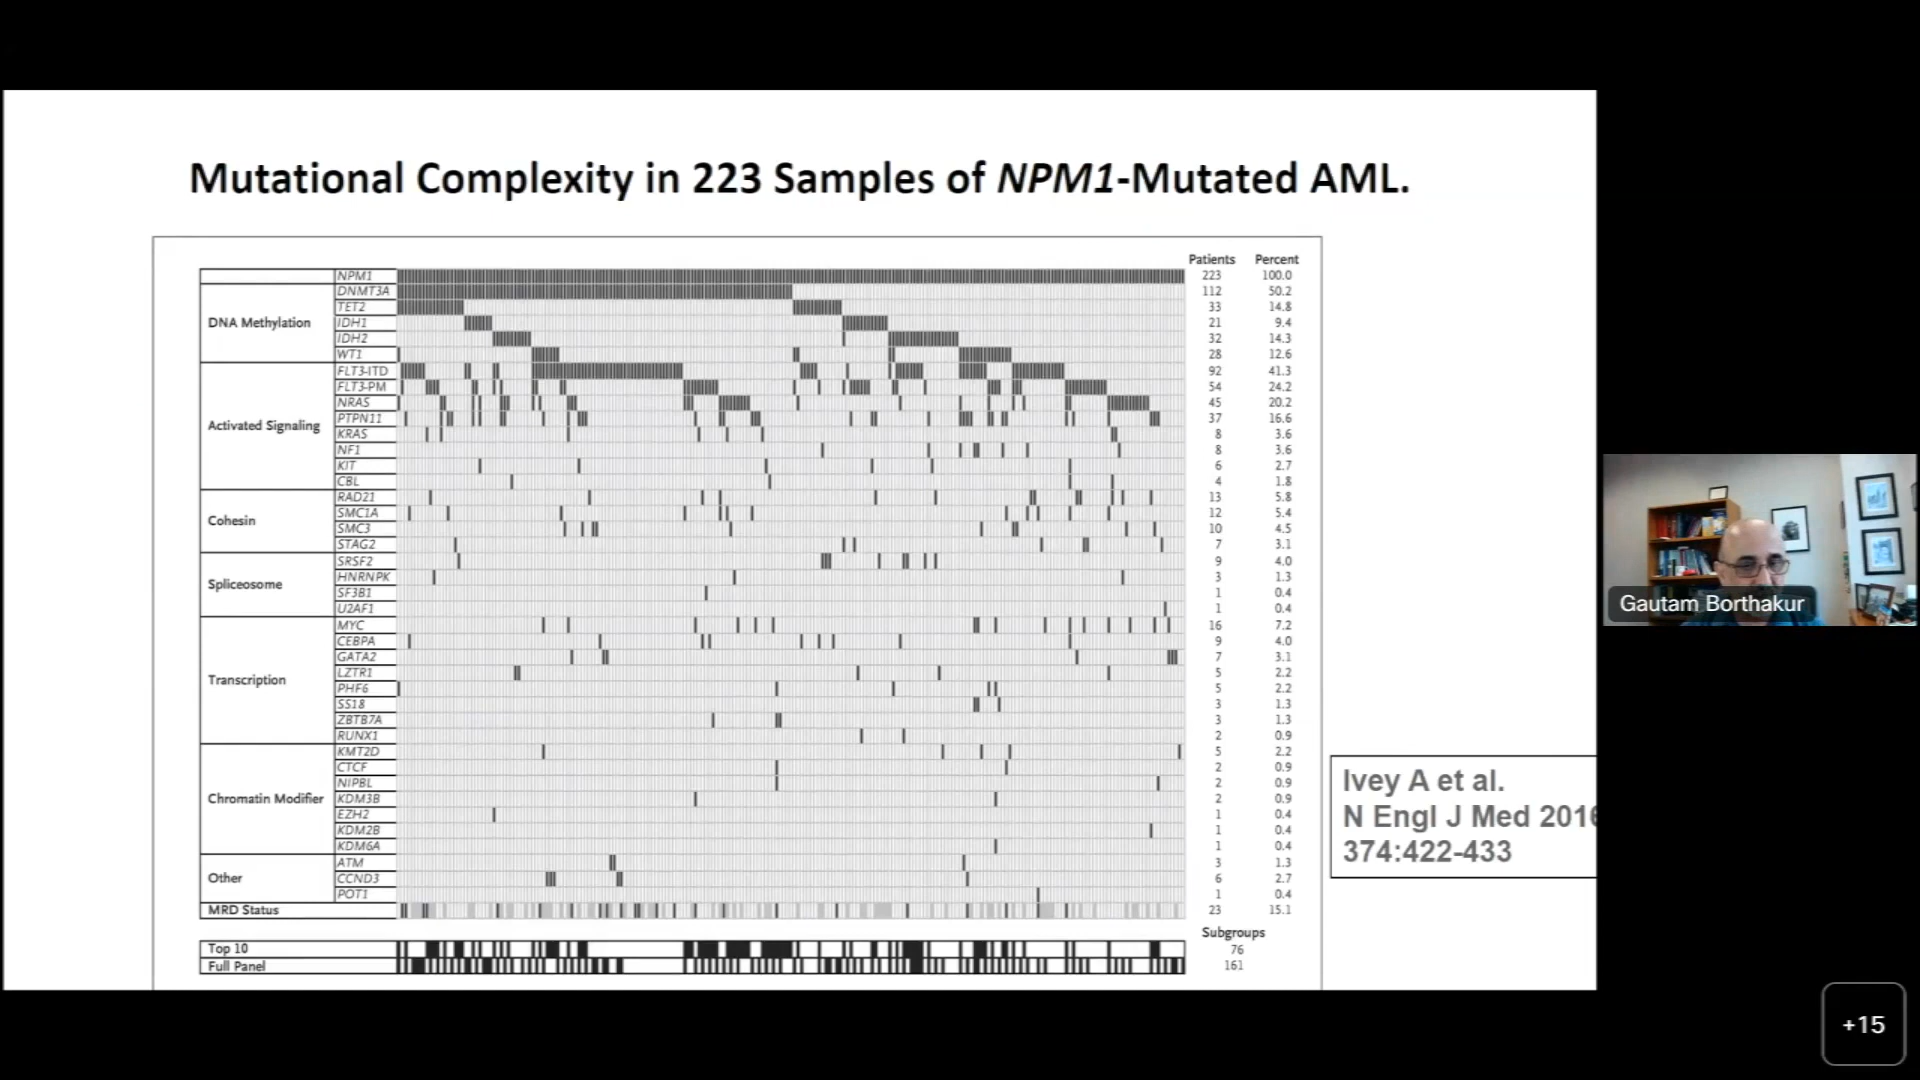 Mutational Complexity in 223 Samples of NPM1-Mutated AML.
Patients Percent
NPM1 223 100.0
DNA Methylation
DNMT3A 112 50.2
TET2 33 14.8
IDH1 21 9.4
IDH2 32 14.3
WT1 28 12.6
Activated Signaling
FLT3-ITD 92 41.3
FLT3-PM 54 24.2
NRAS 45 20.2
PTPN11 37 16.6
KRAS 8 3.6
NF1 8 3.6
KIT 6 2.7
CBL 4 1.8
Cohesin
RAD21 13 5.8
SMC1A 12 5.4
SMC3 10 4.5
STAG2 7 3.1
Spliceosome
SRSF2 9 4.0
HNRNPK 3 1.3
SF3B1 1 0.4
U2AF1 1 0.4
Transcription
MYC 16 7.2
CEBPA 9 4.0
GATA2 7 3.1
LZTR1 5 2.2
PHF6 5 2.2
SS18 3 1.3
ZBTB7A 3 1.3
RUNX1 2 0.9
Chromatin Modifier
KMT2D 5 2.2
CTCF 2 0.9
NIPBL 2 0.9
KDM3B 2 0.9
EZH2 1 0.4
KDM2B 1 0.4
KDM6A 1 0.4
Other
ATM 3 1.3
CCND3 6 2.7
POT1 1 0.4
MRD Status 23 15.1
Subgroups
Top 10 76
Full Panel 161
Ivey A et al.
N Engl J Med 2016
374:422-433
Gautam Borthakur
+15